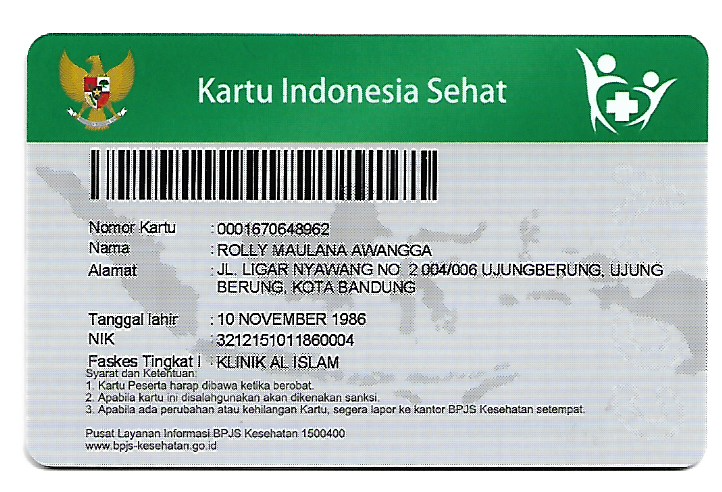 Kartu Indonesia Sehat
Nomor Kartu : 0001670648962
Nama : ROLLY MAULANA AWANGGA
Alamat : JL. LIGAR NYAWANG NO 2 004/006 UJUNGBERUNG, UJUNG
BERUNG, KOTA BANDUNG
Tanggal lahir : 10 NOVEMBER 1986
NIK : 3212151011860004
Faskes Tingkat I : KLINIK AL ISLAM
Syarat dan Ketentuan:
1. Kartu Peserta harap dibawa ketika berobat.
2. Apabila kartu ini disalahgunakan akan dikenakan sanksi.
3. Apabila ada perubahan atau kehilangan Kartu, segera lapor ke kantor BPJS Kesehatan setempat.
Pusat Layanan Informasi BPJS Kesehatan 1500400
www.bpjs-kesehatan.go.id